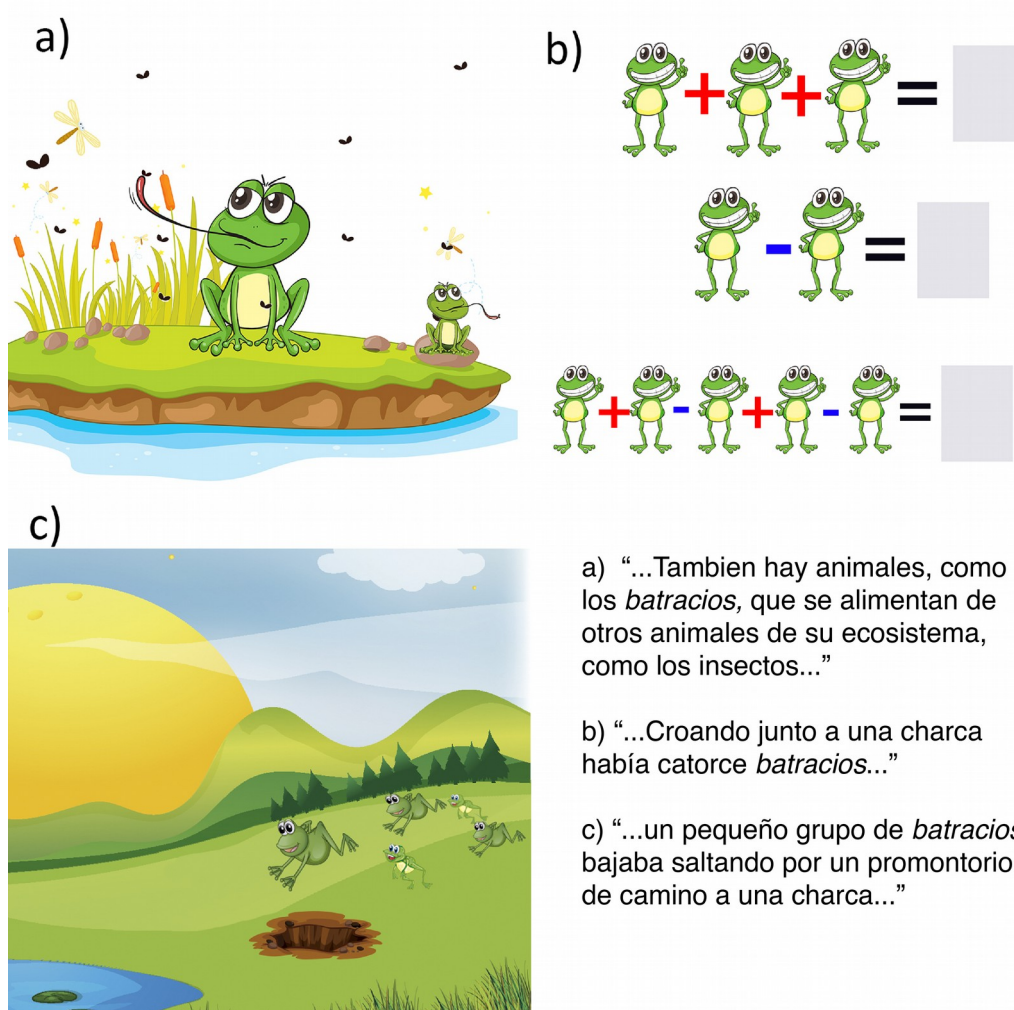 a)
b)
+ + =
- =
+ - + - =
c)
a) “...Tambien hay animales, como
los batracios, que se alimentan de
otros animales de su ecosistema,
como los insectos...”
b) “...Croando junto a una charca
había catorce batracios...”
c) “...un pequeño grupo de batracios
bajaba saltando por un promontorio
de camino a una charca...”